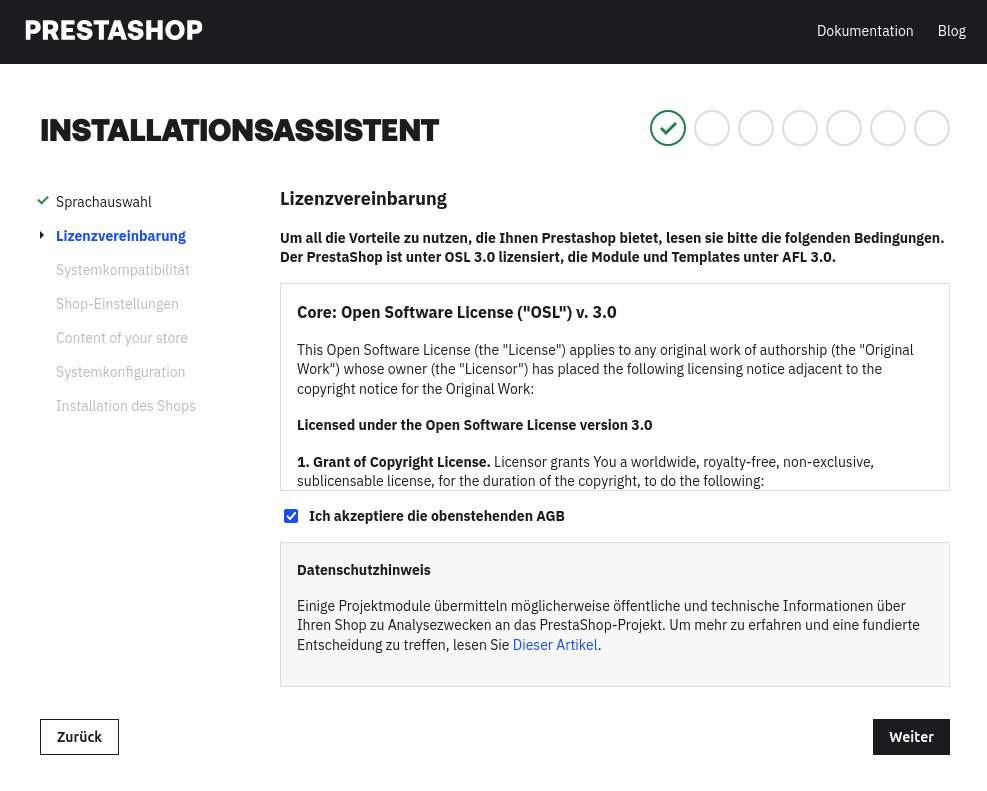 PRESTASHOP
Dokumentation Blog
INSTALLATIONSASSISTENT
Sprachauswahl
Lizenzvereinbarung
Systemkompatibilität
Shop-Einstellungen
Content of your store
Systemkonfiguration
Installation des Shops
Lizenzvereinbarung
Um all die Vorteile zu nutzen, die Ihnen Prestashop bietet, lesen sie bitte die folgenden Bedingungen.
Der PrestaShop ist unter OSL 3.0 lizensiert, die Module und Templates unter AFL 3.0.
Core: Open Software License ("OSL") v. 3.0
This Open Software License (the "License") applies to any original work of authorship (the "Original
Work") whose owner (the "Licensor") has placed the following licensing notice adjacent to the
copyright notice for the Original Work:
Licensed under the Open Software License version 3.0
1. Grant of Copyright License. Licensor grants You a worldwide, royalty-free, non-exclusive,
sublicensable license, for the duration of the copyright, to do the following:
Ich akzeptiere die obenstehenden AGB
Datenschutzhinweis
Einige Projektmodule übermitteln möglicherweise öffentliche und technische Informationen über
Ihren Shop zu Analysezwecken an das PrestaShop-Projekt. Um mehr zu erfahren und eine fundierte
Entscheidung zu treffen, lesen Sie Dieser Artikel.
Zurück
Weiter